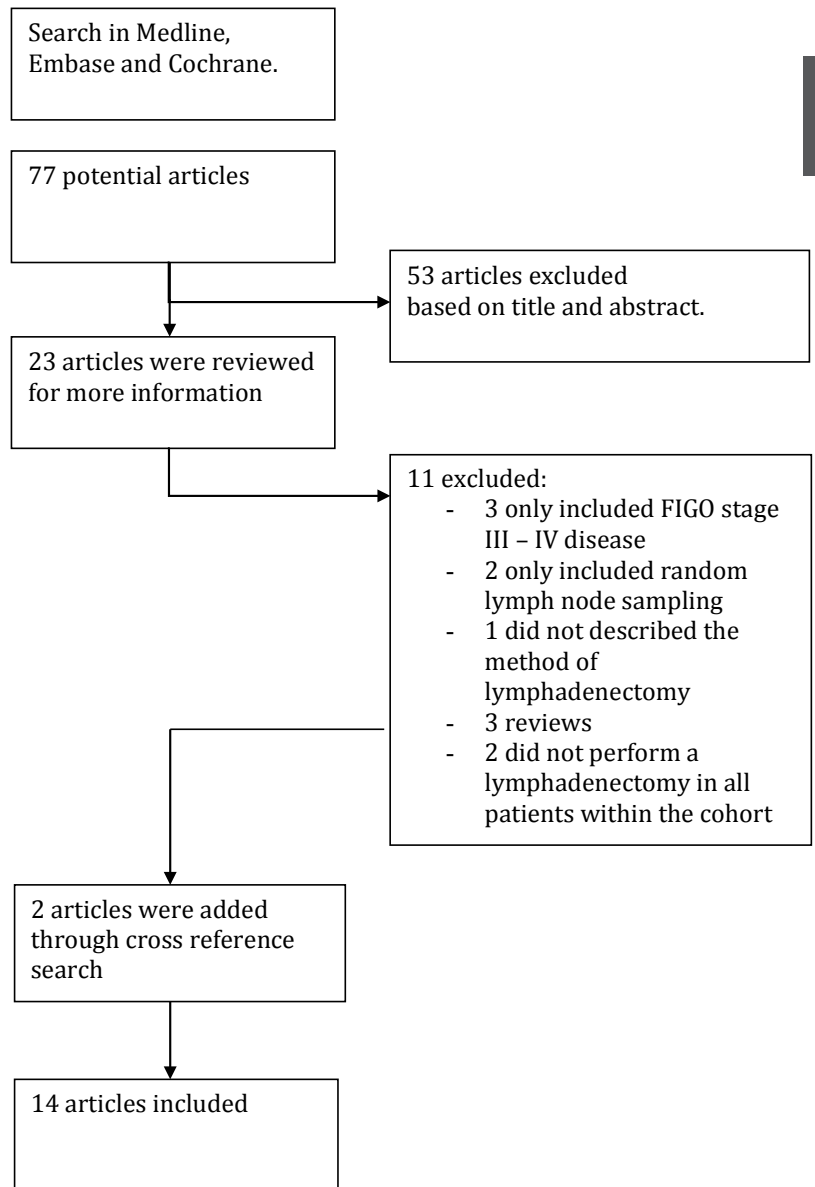 Search in Medline,
Embase and Cochrane.
77 potential articles
53 articles excluded
based on title and abstract.
23 articles were reviewed
for more information
11 excluded:
- 3 only included FIGO stage
III – IV disease
- 2 only included random
lymph node sampling
- 1 did not described the
method of
lymphadenectomy
- 3 reviews
- 2 did not perform a
lymphadenectomy in all
patients within the cohort
2 articles were added
through cross reference
search
14 articles included